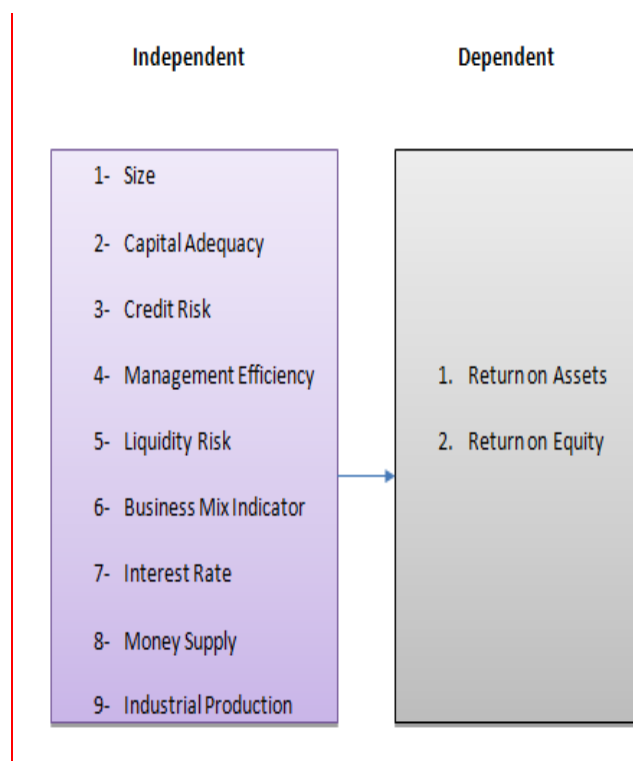 Independent
Dependent
1- Size
2- Capital Adequacy
3- Credit Risk
4- Management Efficiency
5- Liquidity Risk
6- Business Mix Indicator
7- Interest Rate
8- Money Supply
9- Industrial Production
1. Return on Assets
2. Return on Equity